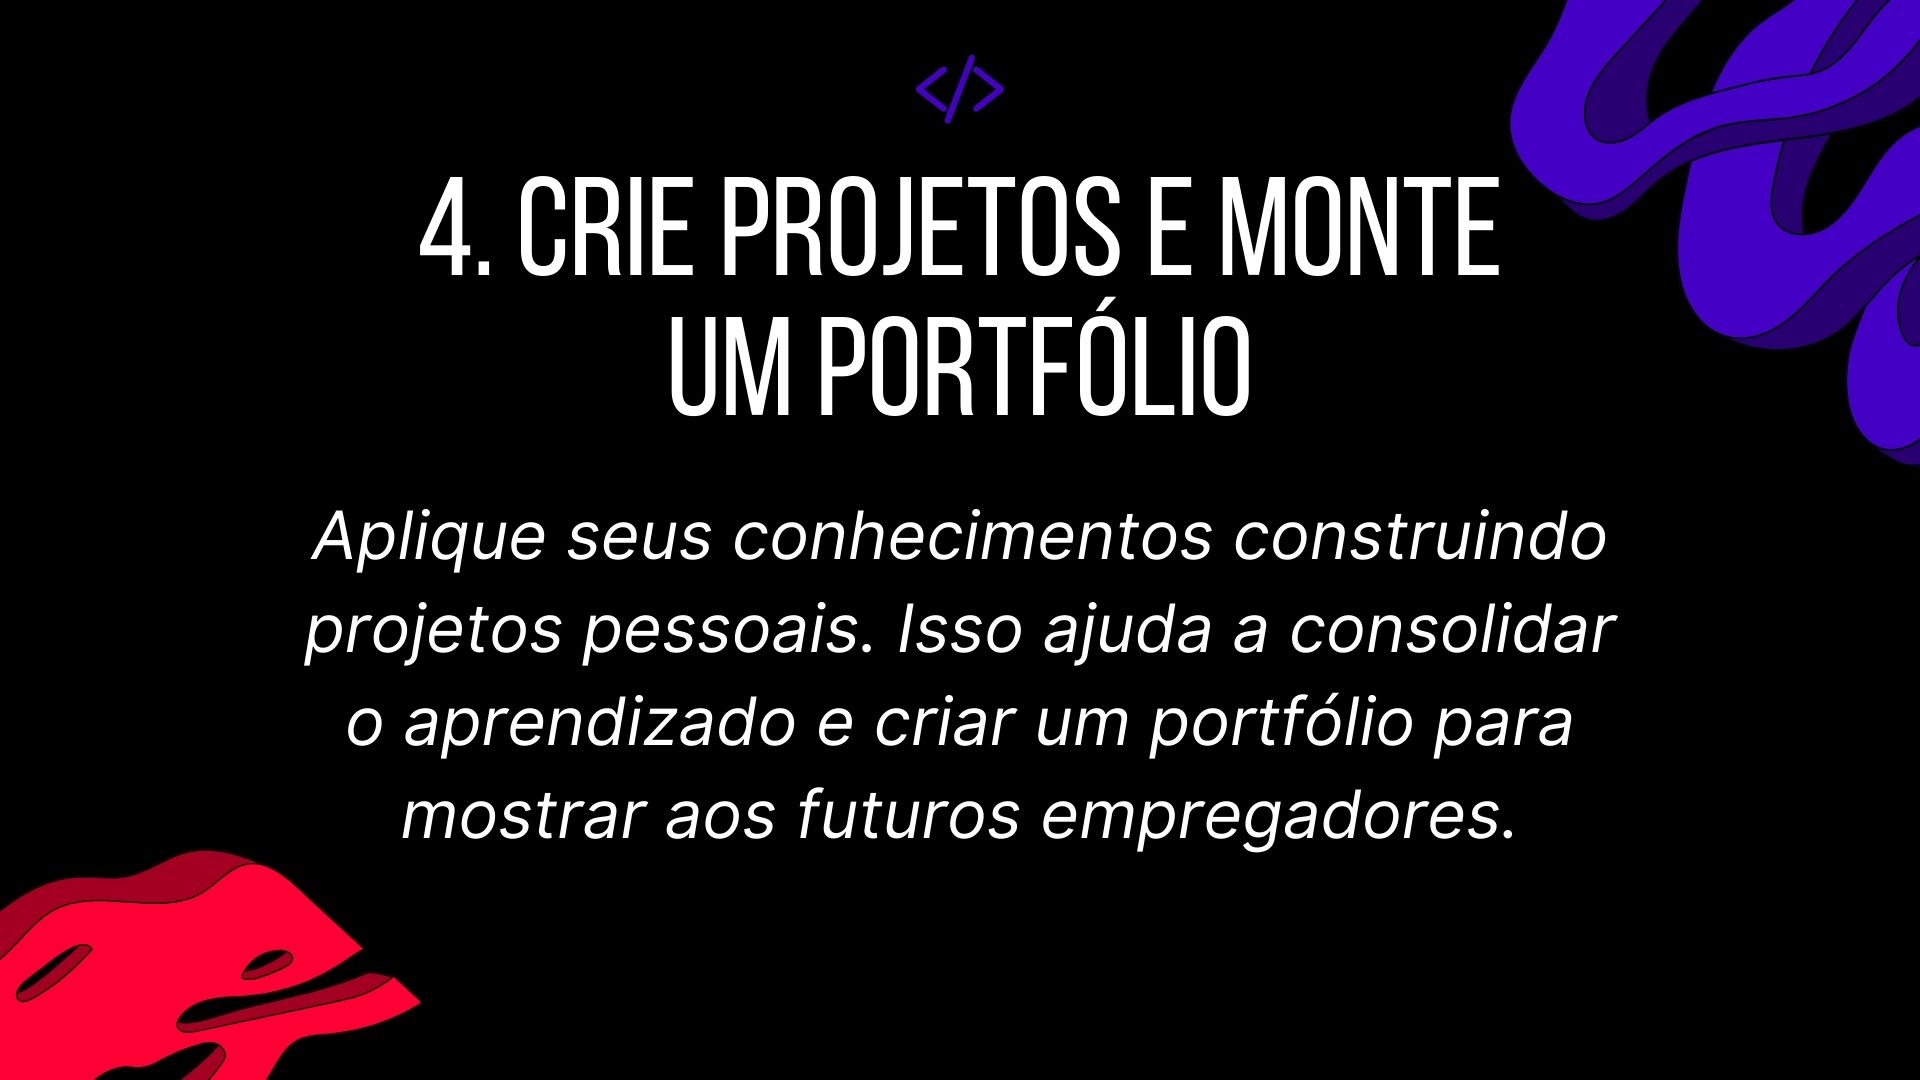 </>
4. CRIE PROJETOS E MONTE
UM PORTFÓLIO
Aplique seus conhecimentos construindo
projetos pessoais. Isso ajuda a consolidar
o aprendizado e criar um portfólio para
mostrar aos futuros empregadores.